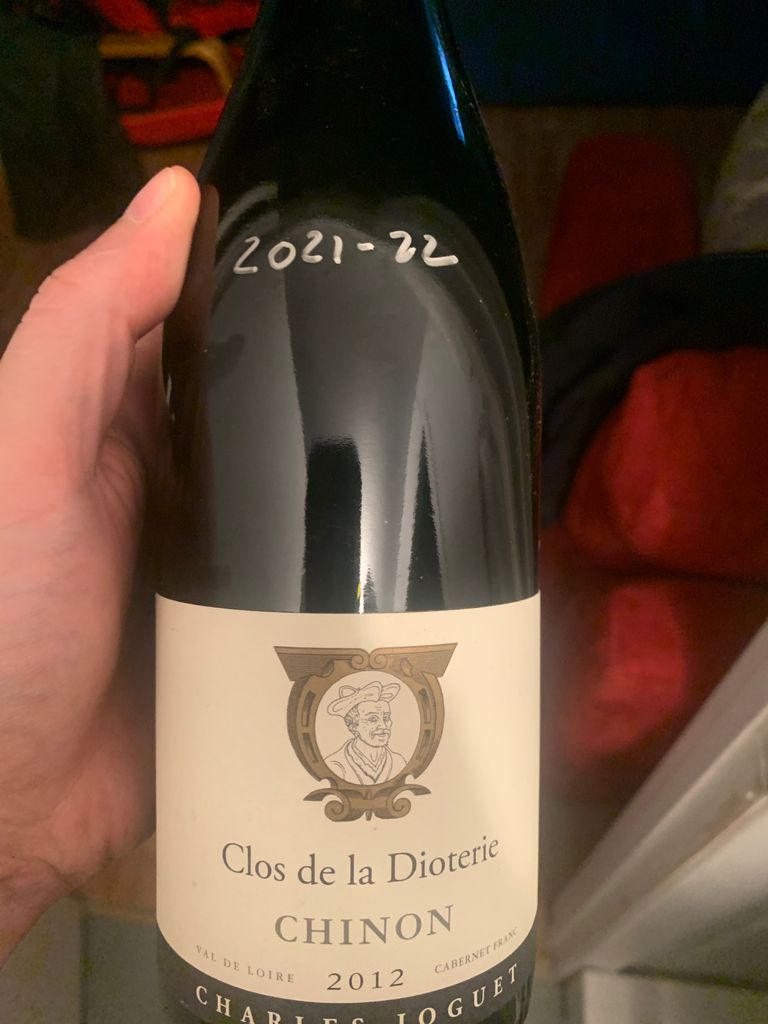 2021-22
Clos de la Dioterie
CHINON
VAL DE LOIRE 2012 CABERNET FRANC
CHARLES JOGUET